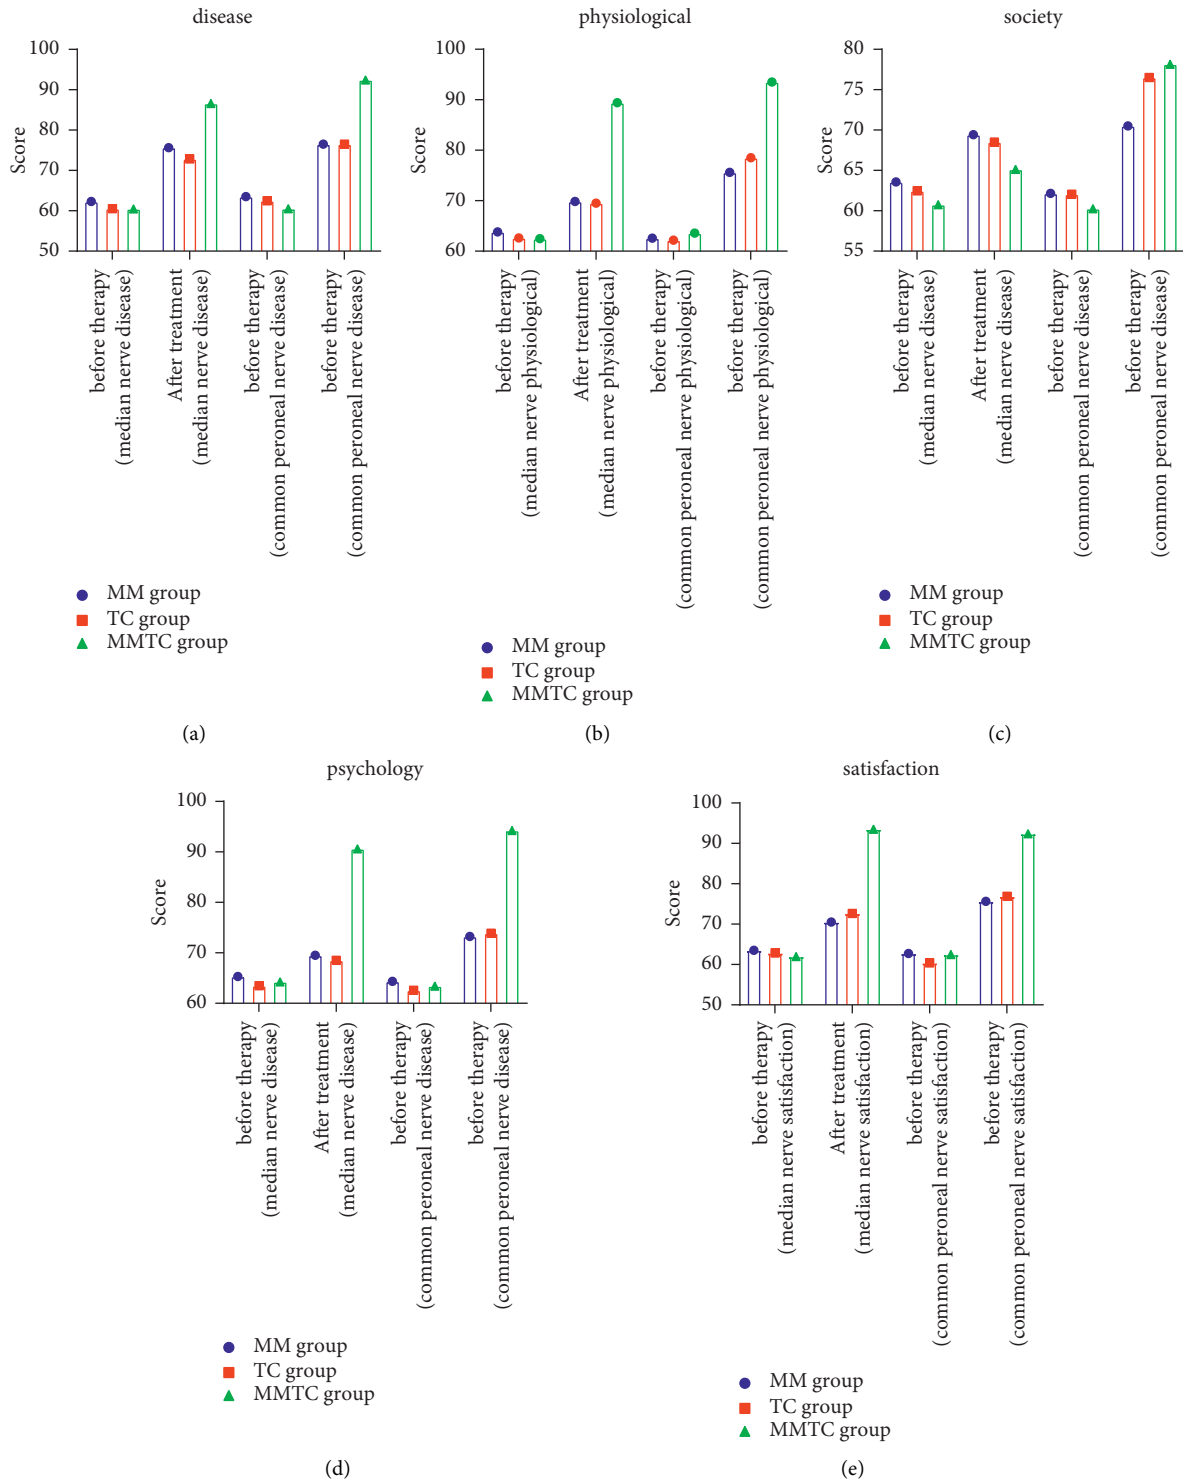 disease
100
90
80
70
60
50
Score
before therapy
(median nerve disease)
After treatment
(median nerve disease)
before therapy
(common peroneal nerve disease)
before therapy
(common peroneal nerve disease)
MM group
TC group
MMTC group
(a)
physiological
100
90
80
70
60
Score
before therapy
(median nerve physiological)
After treatment
(median nerve physiological)
before therapy
(common peroneal nerve physiological)
before therapy
(common peroneal nerve physiological)
MM group
TC group
MMTC group
(b)
society
80
75
70
65
60
55
Score
before therapy
(median nerve disease)
After treatment
(median nerve disease)
before therapy
(common peroneal nerve disease)
before therapy
(common peroneal nerve disease)
MM group
TC group
MMTC group
(c)
psychology
100
90
80
70
60
Score
before therapy
(median nerve disease)
After treatment
(median nerve disease)
before therapy
(common peroneal nerve disease)
before therapy
(common peroneal nerve disease)
MM group
TC group
MMTC group
(d)
satisfaction
100
90
80
70
60
50
Score
before therapy
(median nerve satisfaction)
After treatment
(median nerve satisfaction)
before therapy
(common peroneal nerve satisfaction)
before therapy
(common peroneal nerve satisfaction)
MM group
TC group
MMTC group
(e)